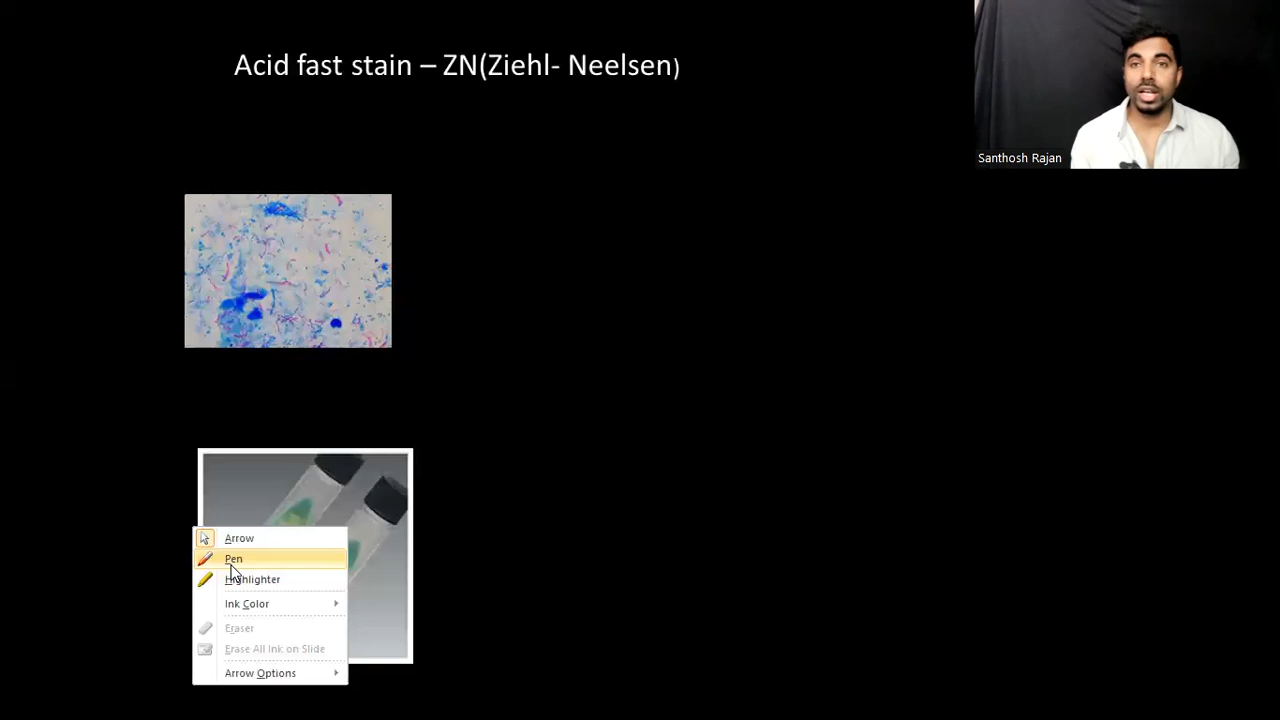 Acid fast stain – ZN(Ziehl- Neelsen)
Santhosh Rajan
Arrow
Pen
Highlighter
Ink Color
Eraser
Erase All Ink on Slide
Arrow Options